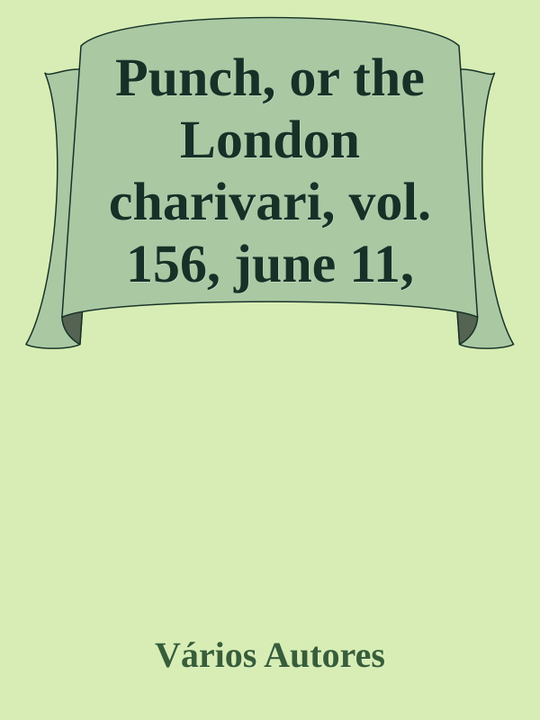 Punch, or the
London
charivari, vol.
156, june 11,
Vários Autores